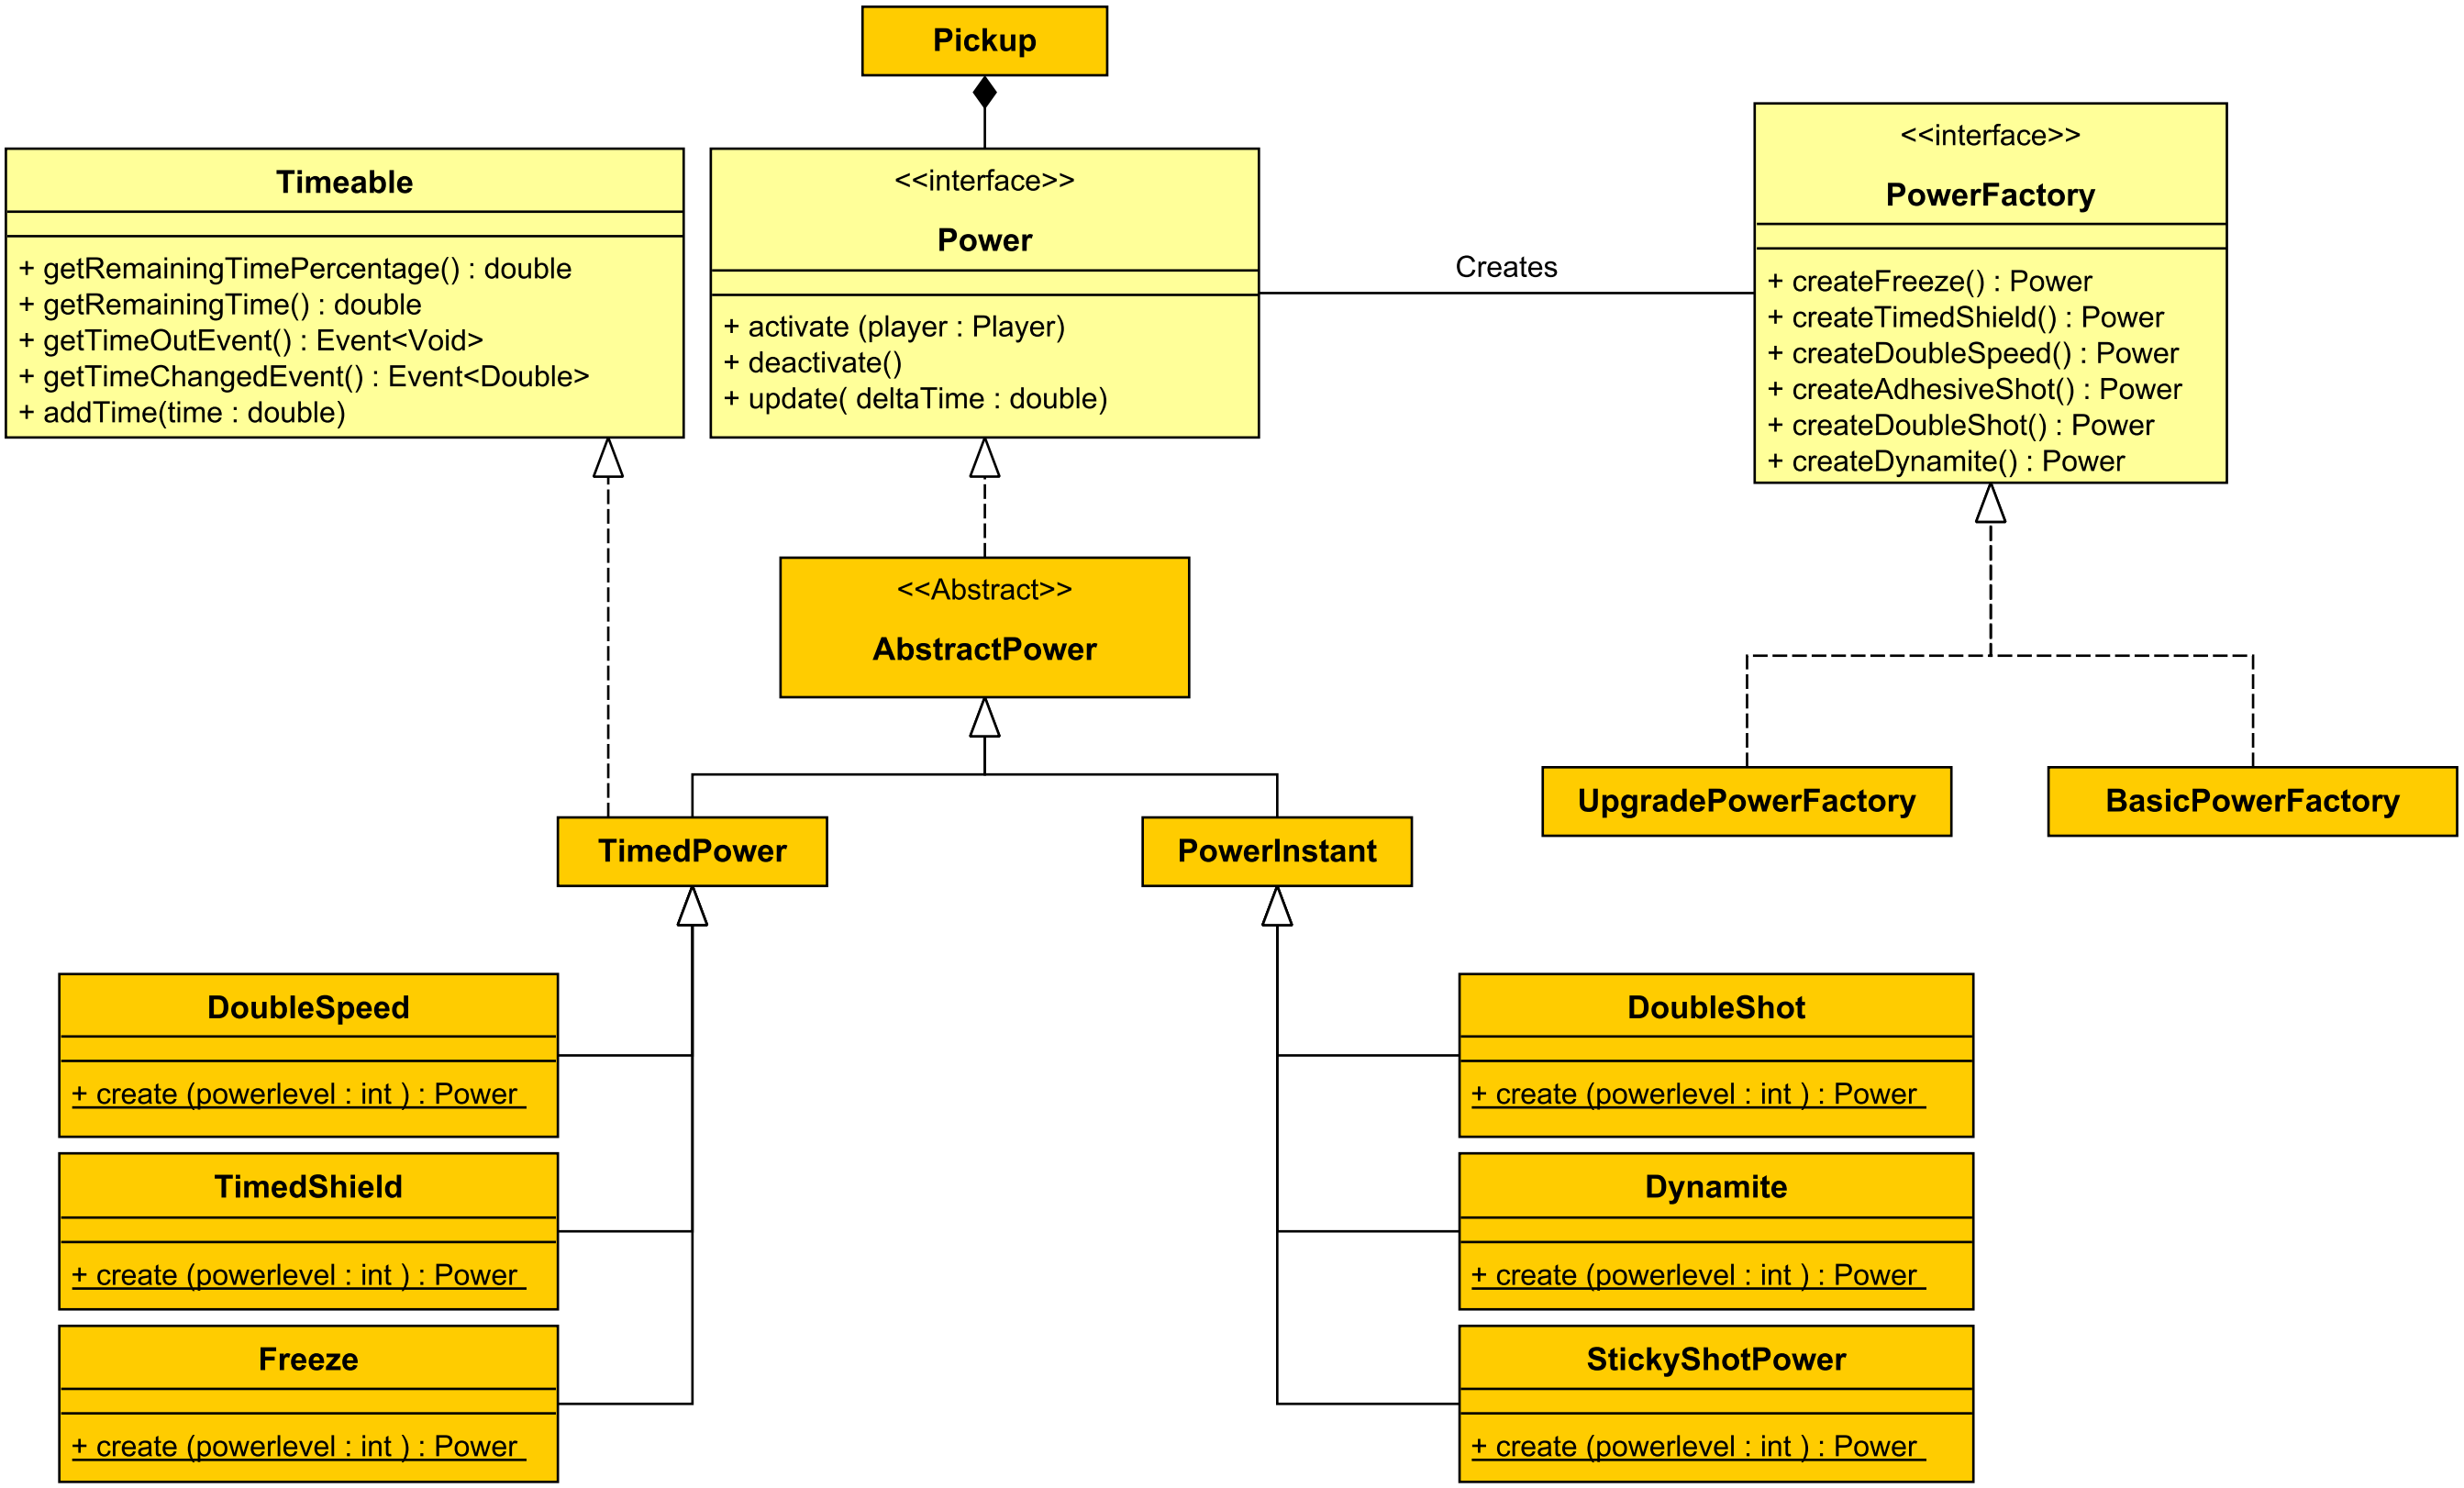 Pickup
Timeable
+ getRemainingTimePercentage() : double
+ getRemainingTime() : double
+ getTimeOutEvent() : Event<Void>
+ getTimeChangedEvent() : Event<Double>
+ addTime(time : double)
<<interface>>
Power
+ activate (player : Player)
+ deactivate()
+ update( deltaTime : double)
Creates
<<interface>>
PowerFactory
+ createFreeze() : Power
+ createTimedShield() : Power
+ createDoubleSpeed() : Power
+ createAdhesiveShot() : Power
+ createDoubleShot() : Power
+ createDynamite() : Power
<<Abstract>>
AbstractPower
UpgradePowerFactory
BasicPowerFactory
TimedPower
PowerInstant
DoubleSpeed
+ create (powerlevel : int ) : Power
TimedShield
+ create (powerlevel : int ) : Power
Freeze
+ create (powerlevel : int ) : Power
DoubleShot
+ create (powerlevel : int ) : Power
Dynamite
+ create (powerlevel : int ) : Power
StickyShotPower
+ create (powerlevel : int ) : Power